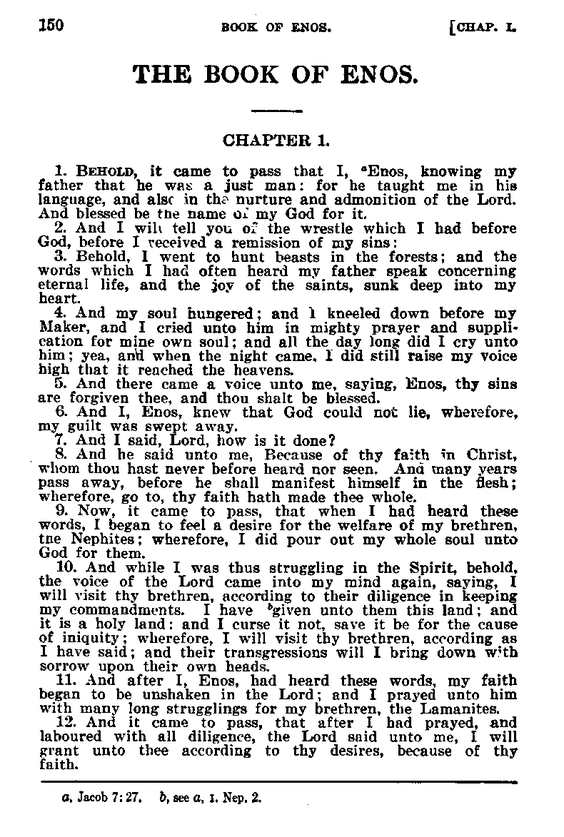 150 BOOK OF ENOS. [CHAP. I.
THE BOOK OF ENOS.
CHAPTER 1.
1. BEHOLD, it came to pass that I, ᵃEnos, knowing my
father that he was a just man: for he taught me in his
language, and also in the nurture and admonition of the Lord.
And blessed be the name of my God for it.
2. And I will tell you of the wrestle which I had before
God, before I received a remission of my sins:
3. Behold, I went to hunt beasts in the forests; and the
words which I had often heard my father speak concerning
eternal life, and the joy of the saints, sunk deep into my
heart.
4. And my soul hungered; and I kneeled down before my
Maker, and I cried unto him in mighty prayer and suppli-
cation for mine own soul; and all the day long did I cry unto
him; yea, and when the night came, I did still raise my voice
high that it reached the heavens.
5. And there came a voice unto me, saying, Enos, thy sins
are forgiven thee, and thou shalt be blessed.
6. And I, Enos, knew that God could not lie, wherefore,
my guilt was swept away.
7. And I said, Lord, how is it done?
8. And he said unto me, Because of thy faith in Christ,
whom thou hast never before heard nor seen. And many years
pass away, before he shall manifest himself in the flesh;
wherefore, go to, thy faith hath made thee whole.
9. Now, it came to pass, that when I had heard these
words, I began to feel a desire for the welfare of my brethren,
the Nephites; wherefore, I did pour out my whole soul unto
God for them.
10. And while I was thus struggling in the Spirit, behold,
the voice of the Lord came into my mind again, saying, I
will visit thy brethren, according to their diligence in keeping
my commandments. I have ᵇgiven unto them this land; and
it is a holy land; and I curse it not, save it be for the cause
of iniquity; wherefore, I will visit thy brethren, according as
I have said; and their transgressions will I bring down with
sorrow upon their own heads.
11. And after I, Enos, had heard these words, my faith
began to be unshaken in the Lord; and I prayed unto him
with many long strugglings for my brethren, the Lamanites.
12. And it came to pass, that after I had prayed, and
laboured with all diligence, the Lord said unto me, I will
grant unto thee according to thy desires, because of thy
faith.
a, Jacob 7:27. b, see a, 1. Nep. 2.